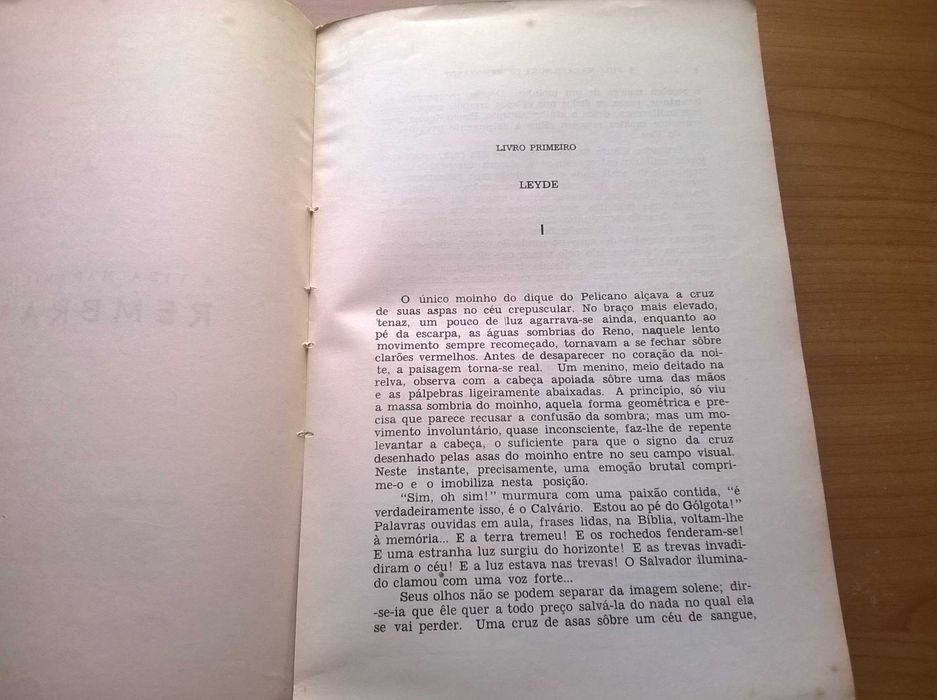 LIVRO PRIMEIRO
LEYDE
I
O único moinho do dique do Pelicano alçava a cruz
de suas aspas no céu crepuscular. No braço mais elevado,
tenaz, um pouco de luz agarrava-se ainda, enquanto ao
pé da escarpa, as águas sombrias do Reno, naquele lento
movimento sempre recomeçado, tornavam a se fechar sôbre
clarões vermelhos. Antes de desaparecer no coração da noi-
te, a paisagem torna-se real. Um menino, meio deitado na
relva, observa com a cabeça apoiada sôbre uma das mãos
e as pálpebras ligeiramente abaixadas. A princípio, só viu
a massa sombria do moinho, aquela forma geométrica e pre-
cisa que parece recusar a confusão da sombra; mas um mo-
vimento involuntário, quase inconsciente, faz-lhe de repente
levantar a cabeça, o suficiente para que o signo da cruz
desenhado pelas asas do moinho entre no seu campo visual.
Neste instante, precisamente, uma emoção brutal compri-
me-o e o imobiliza nesta posição.
"Sim, oh sim!" murmura com uma paixão contida, "é
verdadeiramente isso, é o Calvário. Estou ao pé do Gólgota!"
Palavras ouvidas em aula, frases lidas, na Bíblia, voltam-lhe
à memória... E a terra tremeu! E os rochedos fenderam-se!
E uma estranha luz surgiu do horizonte! E as trevas invadi-
diram o céu! E a luz estava nas trevas! O Salvador ilumina-
do clamou com uma voz forte...
Seus olhos não se podem separar da imagem solene; dir-
-se-ia que êle quer a todo preço salvá-la do nada no qual ela
se vai perder. Uma cruz de asas sôbre um céu de sangue,